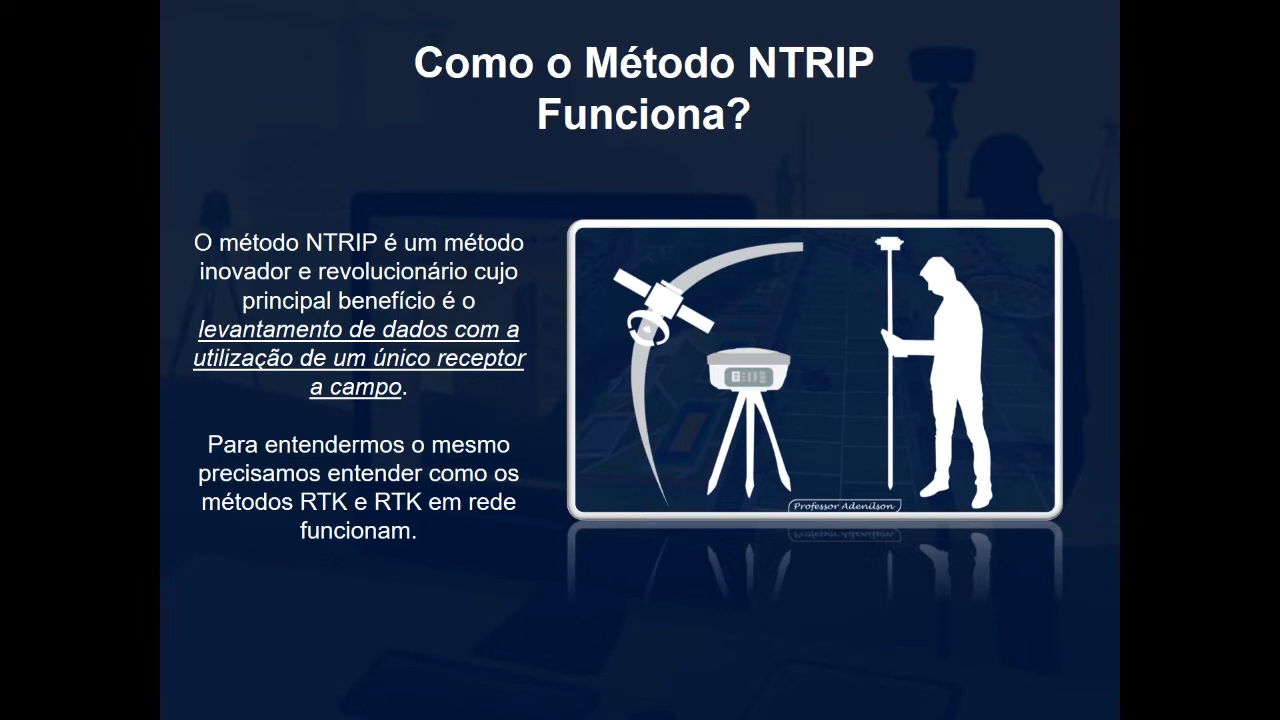 Como o Método NTRIP
Funciona?
O método NTRIP é um método
inovador e revolucionário cujo
principal benefício é o
levantamento de dados com a
utilização de um único receptor
a campo.
Para entendermos o mesmo
precisamos entender como os
métodos RTK e RTK em rede
funcionam.
Professor Adenilson